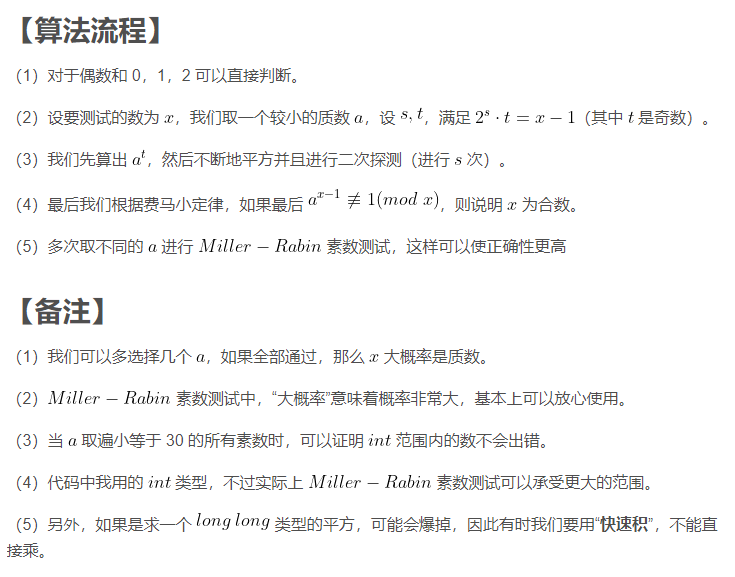 【算法流程】
（1）对于偶数和 0，1，2 可以直接判断。
（2）设要测试的数为 x，我们取一个较小的质数 a，设 s, t，满足 2^s · t = x − 1（其中 t 是奇数）。
（3）我们先算出 a^t，然后不断地平方并且进行二次探测（进行 s 次）。
（4）最后我们根据费马小定律，如果最后 a^{x−1} ≢ 1(mod x)，则说明 x 为合数。
（5）多次取不同的 a 进行 Miller − Rabin 素数测试，这样可以使正确性更高
【备注】
（1）我们可以多选择几个 a，如果全部通过，那么 x 大概率是质数。
（2）Miller − Rabin 素数测试中，“大概率”意味着概率非常大，基本上可以放心使用。
（3）当 a 取遍小等于 30 的所有素数时，可以证明 int 范围内的数不会出错。
（4）代码中我用的 int 类型，不过实际上 Miller − Rabin 素数测试可以承受更大的范围。
（5）另外，如果是求一个 long long 类型的平方，可能会爆掉，因此有时我们要用“快速积”，不能直
接乘。